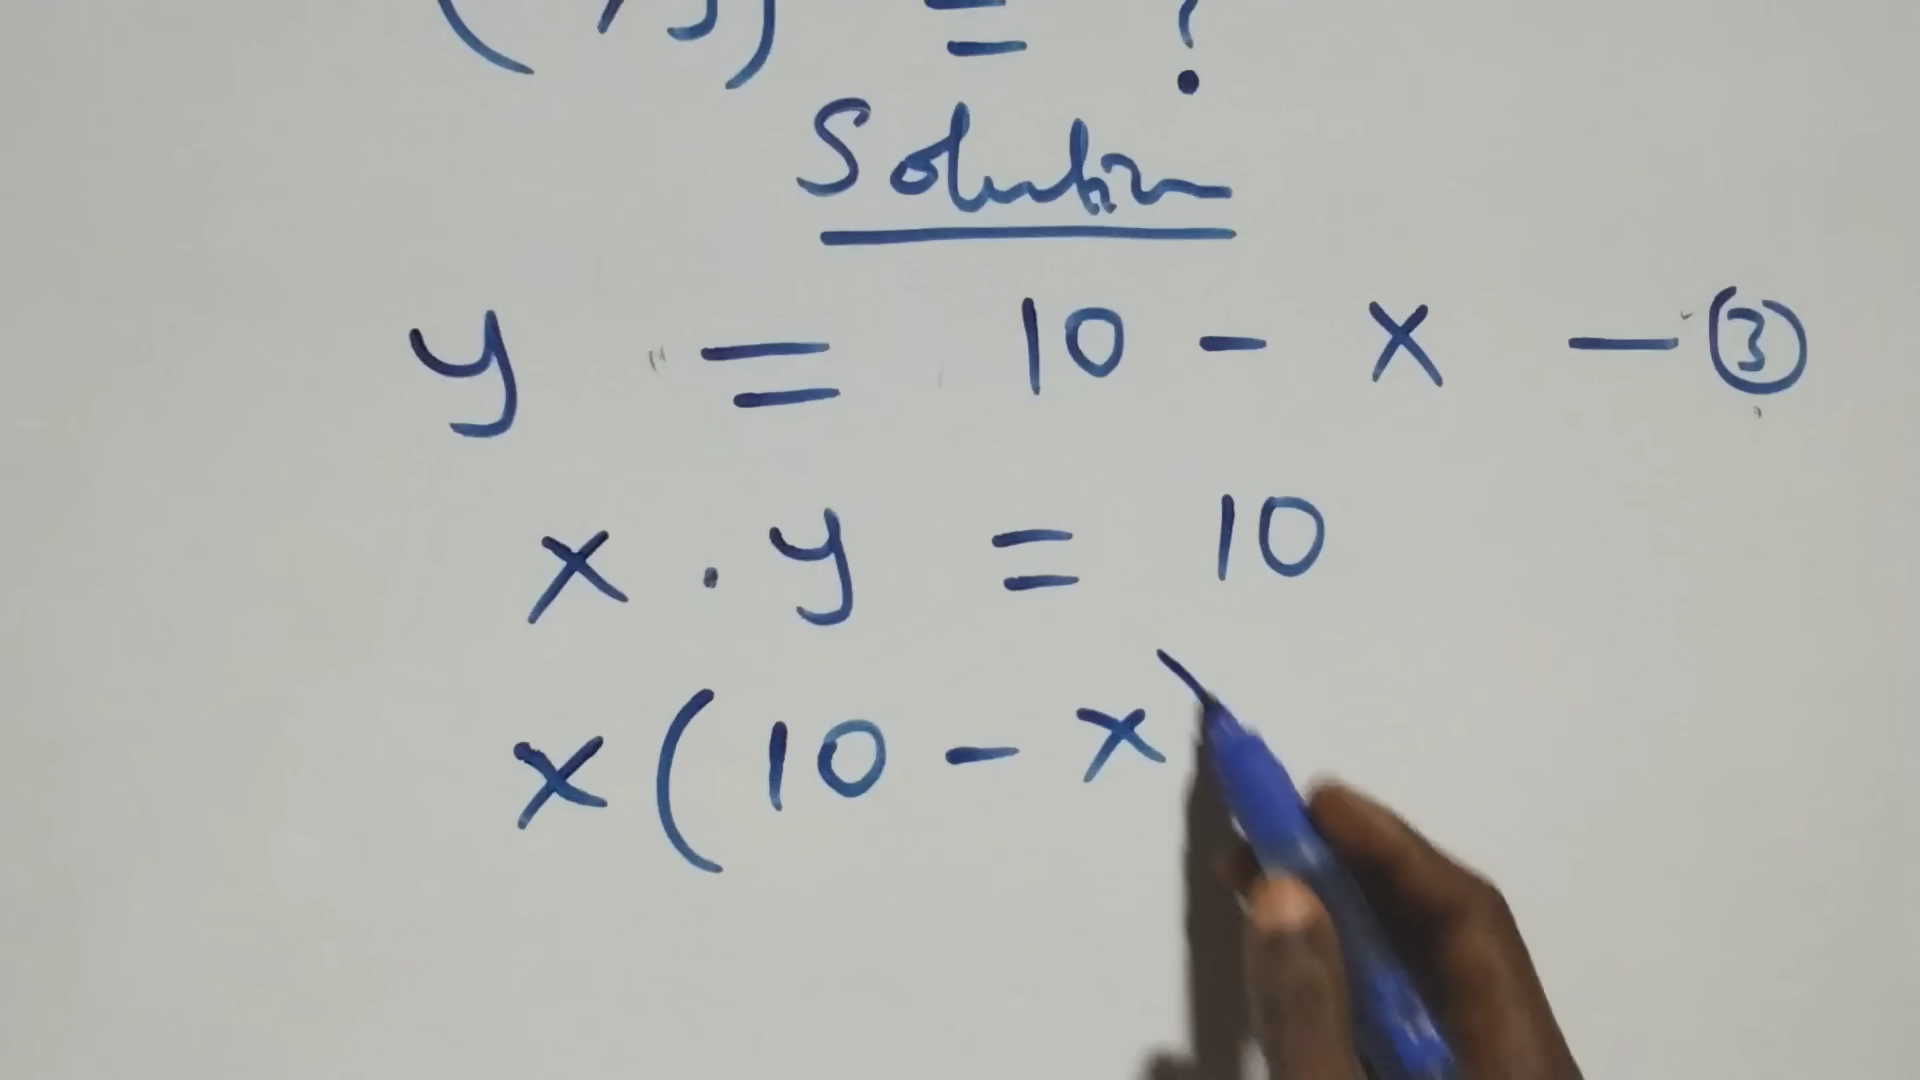 ( , y) = ?
Solution
y = 10 - x — ③
x . y = 10
x(10 - x